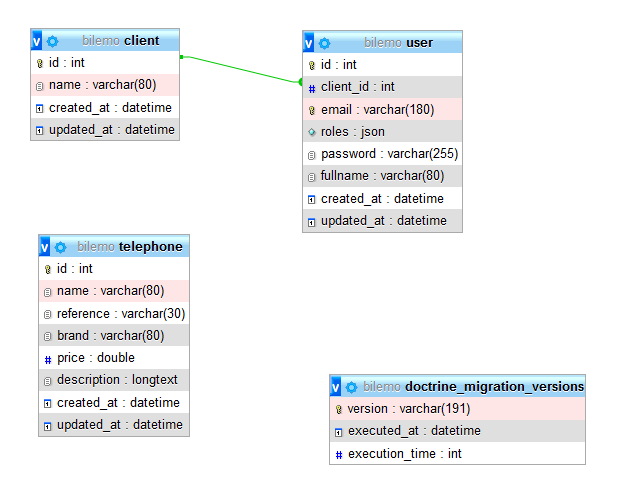 v bilemo client
id : int
name : varchar(80)
created_at : datetime
updated_at : datetime
v bilemo user
id : int
# client_id : int
email : varchar(180)
roles : json
password : varchar(255)
fullname : varchar(80)
created_at : datetime
updated_at : datetime
v bilemo telephone
id : int
name : varchar(80)
reference : varchar(30)
brand : varchar(80)
# price : double
description : longtext
created_at : datetime
updated_at : datetime
v bilemo doctrine_migration_versions
version : varchar(191)
executed_at : datetime
# execution_time : int